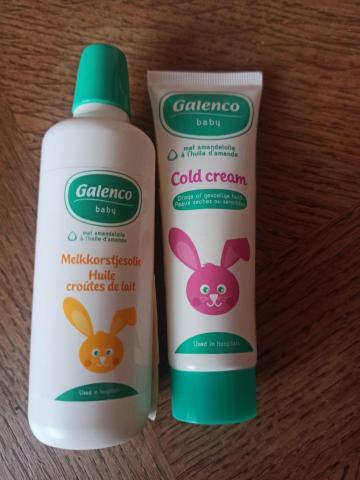 Galenco
baby
met amandelolie
à l'huile d'amande
Melkkorstjesolie
Huile
croûtes de lait
Used in hospitals
Galenco
baby
met amandelolie
à l'huile d'amande
Cold cream
Droge of gevoelige huid
Peaux sèches ou sensibles
Used in hospitals